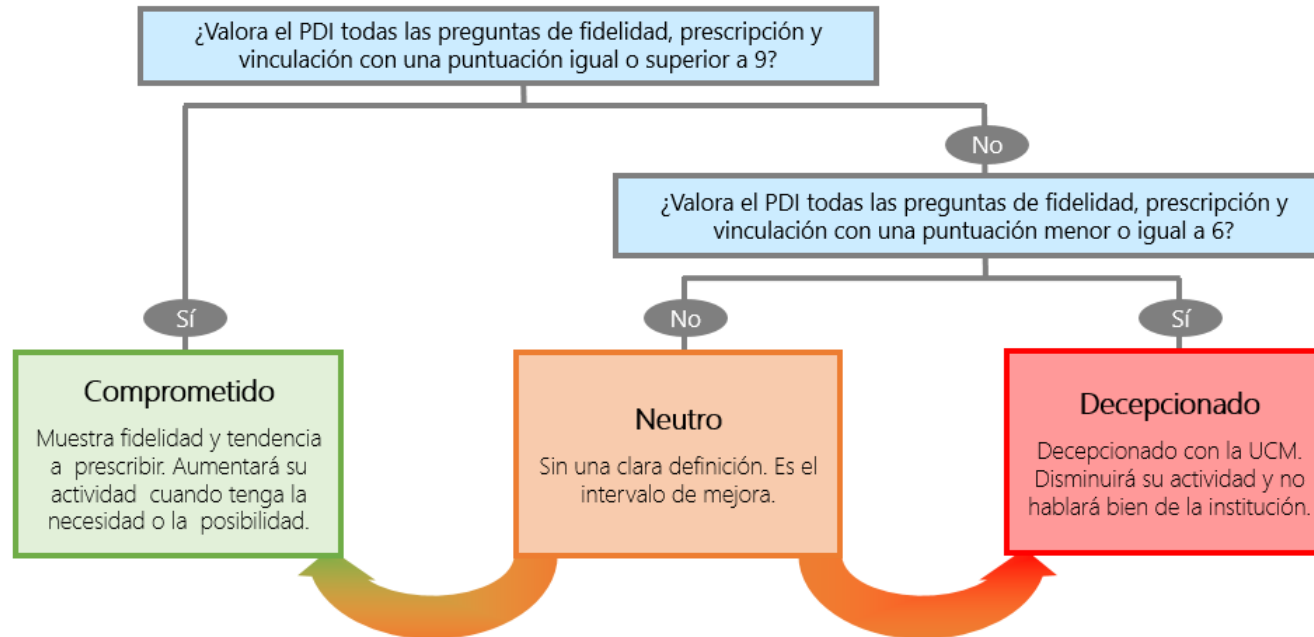 ¿Valora el PDI todas las preguntas de fidelidad, prescripción y
vinculación con una puntuación igual o superior a 9?
No
¿Valora el PDI todas las preguntas de fidelidad, prescripción y
vinculación con una puntuación menor o igual a 6?
Sí
No
Sí
Comprometido
Muestra fidelidad y tendencia
a prescribir. Aumentará su
actividad cuando tenga la
necesidad o la posibilidad.
Neutro
Sin una clara definición. Es el
intervalo de mejora.
Decepcionado
Decepcionado con la UCM.
Disminuirá su actividad y no
hablará bien de la institución.